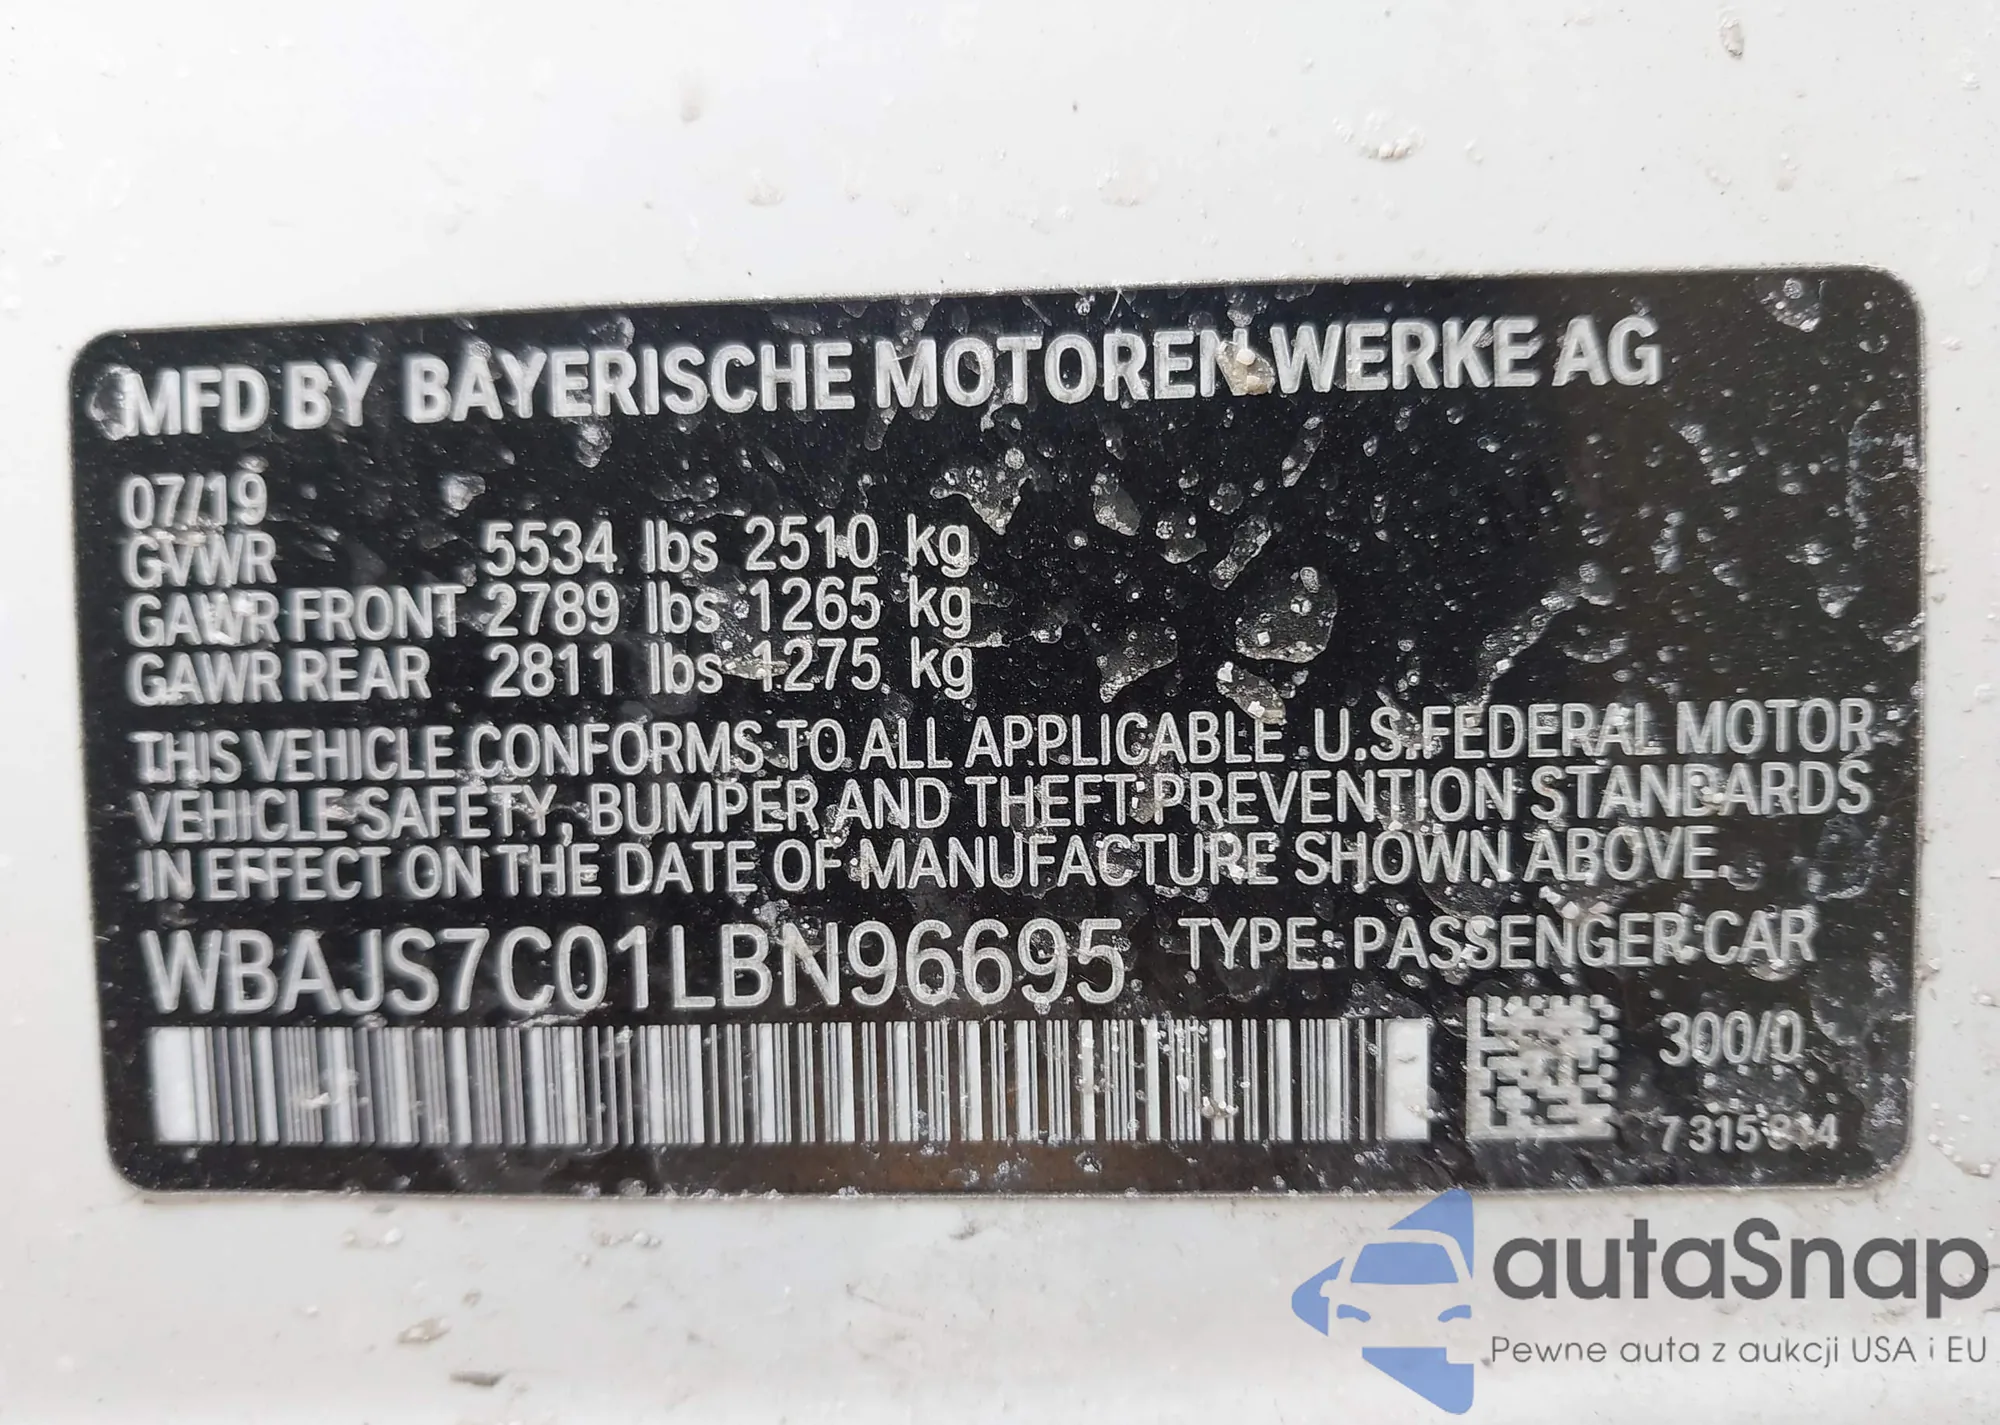 MFD BY BAYERISCHE MOTOREN WERKE AG
07/19
GVWR 5534 lbs 2510 kg
GAWR FRONT 2789 lbs 1265 kg
GAWR REAR 2811 lbs 1275 kg
THIS VEHICLE CONFORMS TO ALL APPLICABLE U.S. FEDERAL MOTOR
VEHICLE SAFETY, BUMPER AND THEFT PREVENTION STANDARDS
IN EFFECT ON THE DATE OF MANUFACTURE SHOWN ABOVE.
WBAJS7C01LBN96695 TYPE: PASSENGER CAR
300/0
7 315 814
autaSnap
Pewne auta z aukcji USA i EU